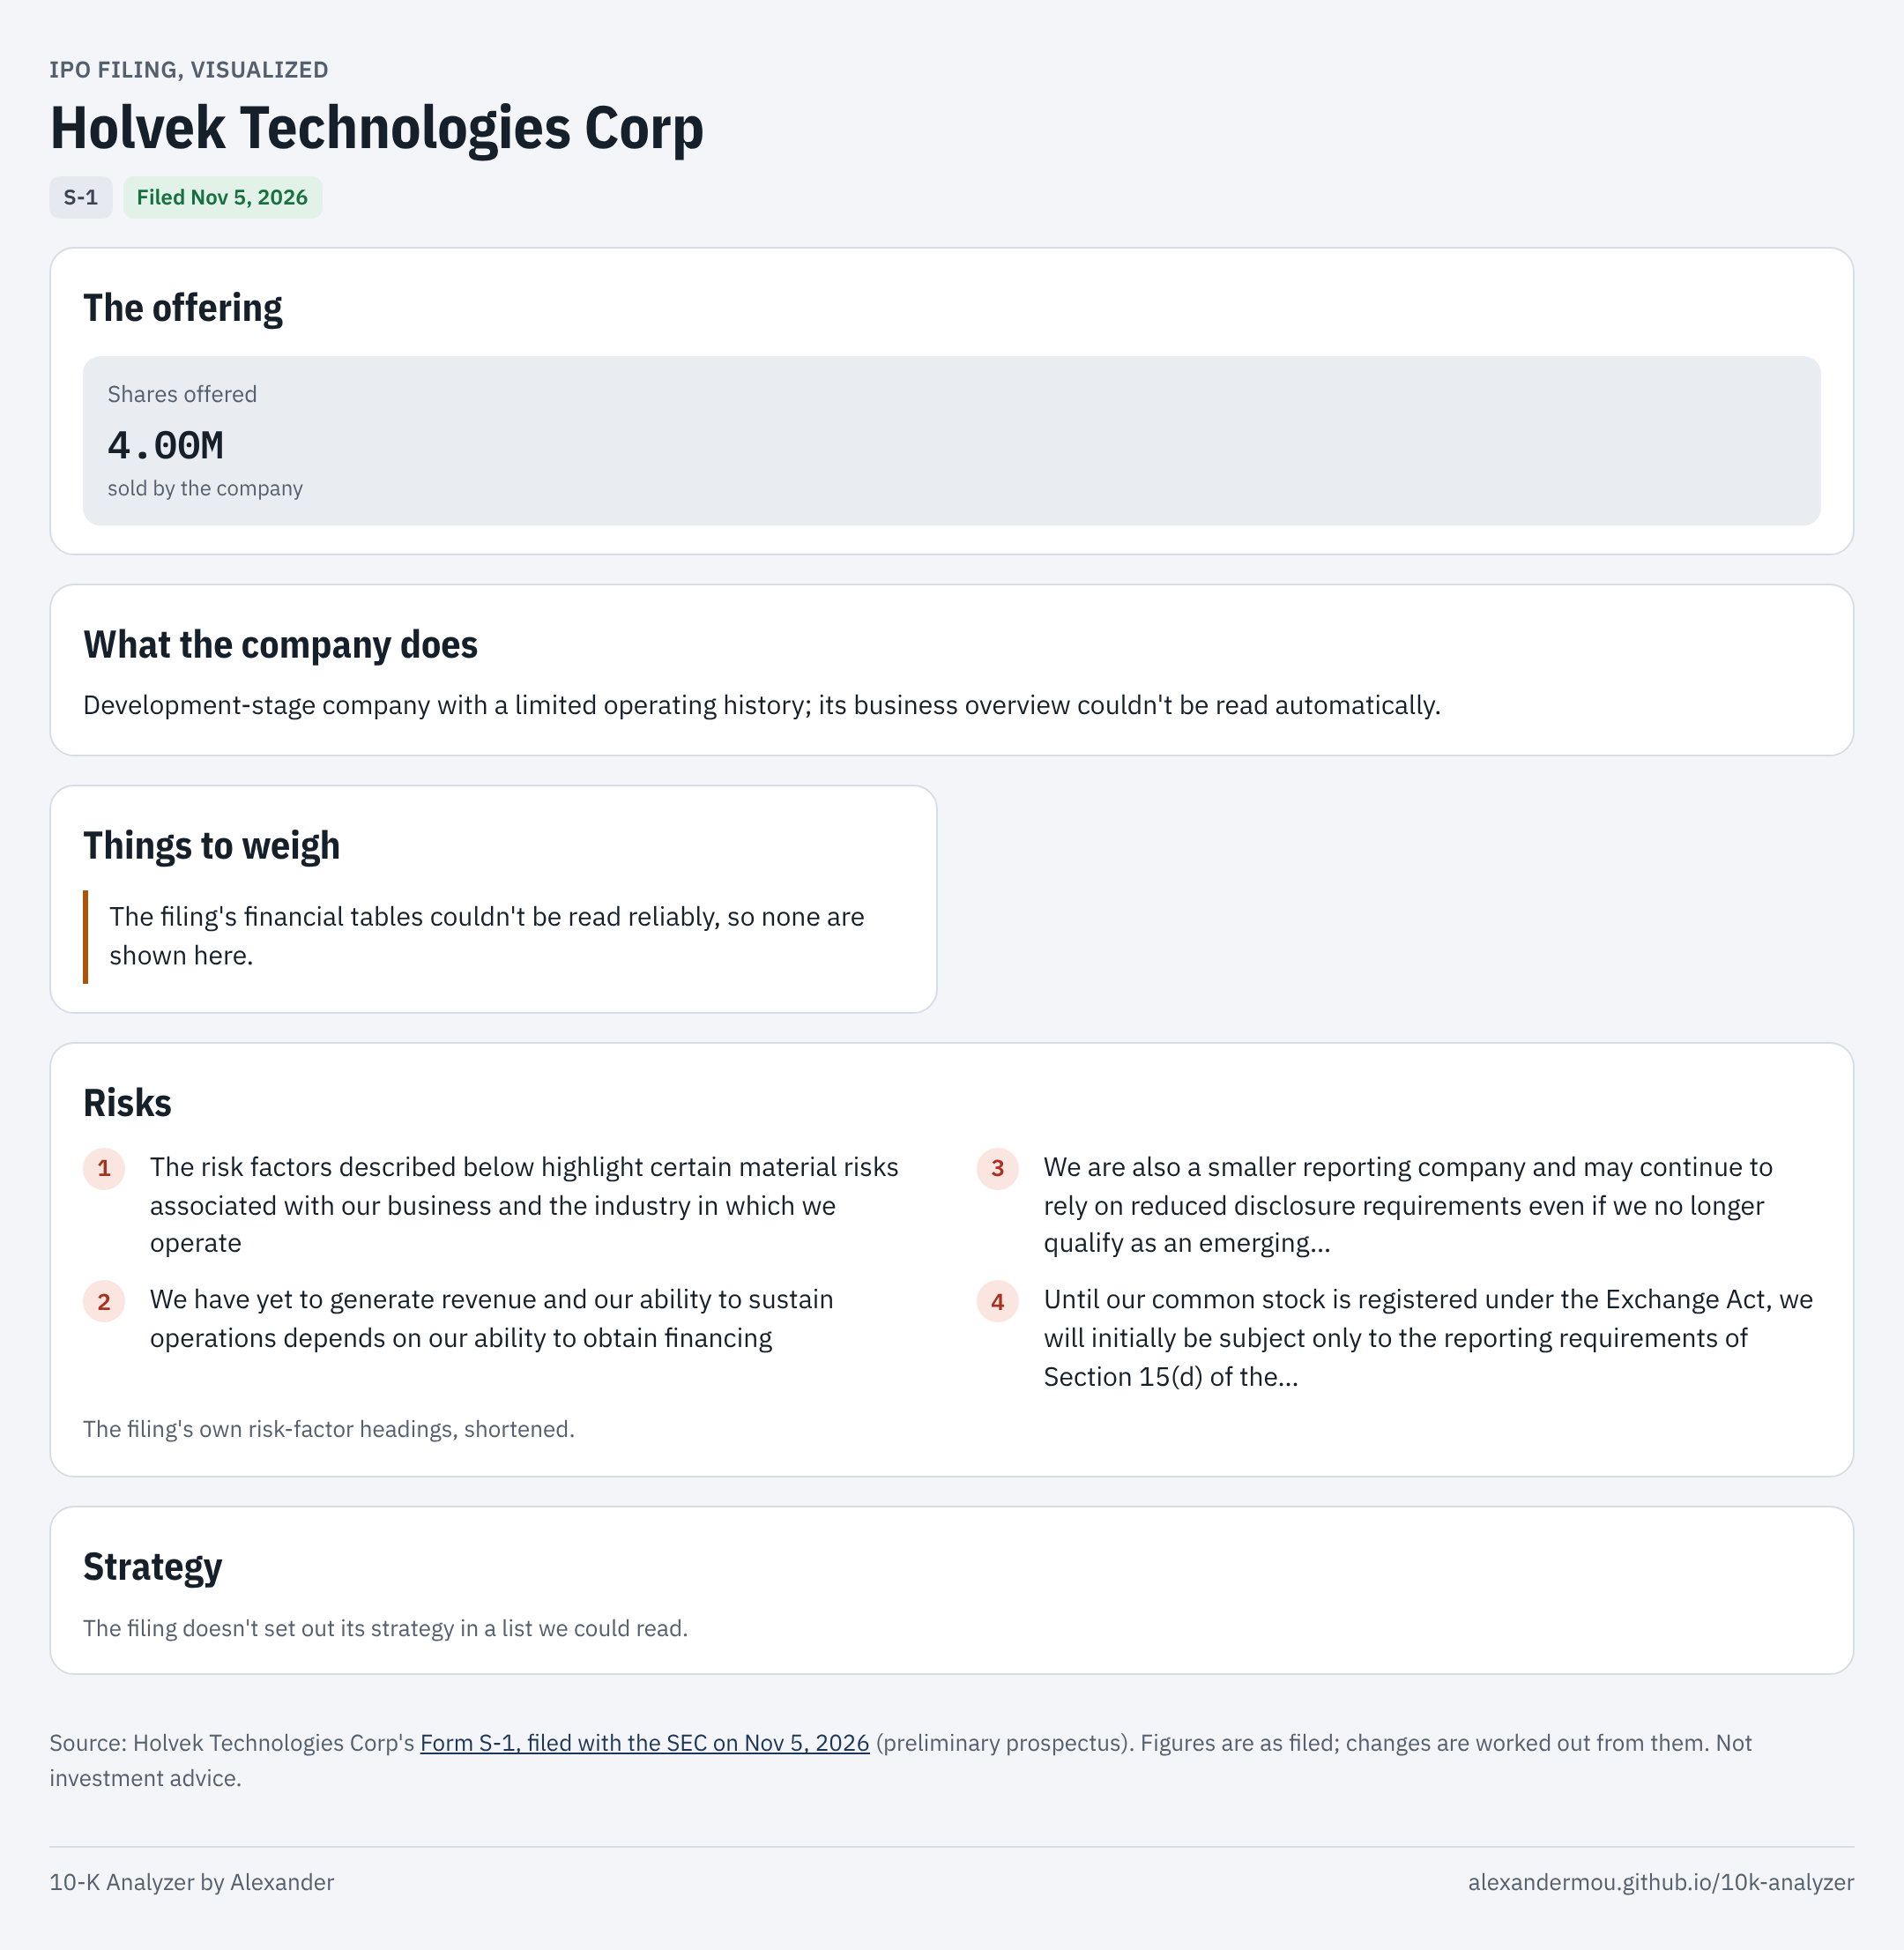 IPO FILING, VISUALIZED
Holvek Technologies Corp
S-1
Filed Nov 5, 2026
The offering
Shares offered
4.00M
sold by the company
What the company does
Development-stage company with a limited operating history; its business overview couldn't be read automatically.
Things to weigh
The filing's financial tables couldn't be read reliably, so none are
shown here.
Risks
1
The risk factors described below highlight certain material risks
associated with our business and the industry in which we
operate
2
We have yet to generate revenue and our ability to sustain
operations depends on our ability to obtain financing
3
We are also a smaller reporting company and may continue to
rely on reduced disclosure requirements even if we no longer
qualify as an emerging...
4
Until our common stock is registered under the Exchange Act, we
will initially be subject only to the reporting requirements of
Section 15(d) of the...
The filing's own risk-factor headings, shortened.
Strategy
The filing doesn't set out its strategy in a list we could read.
Source: Holvek Technologies Corp's Form S-1, filed with the SEC on Nov 5, 2026 (preliminary prospectus). Figures are as filed; changes are worked out from them. Not
investment advice.
10-K Analyzer by Alexander
alexandermou.github.io/10k-analyzer